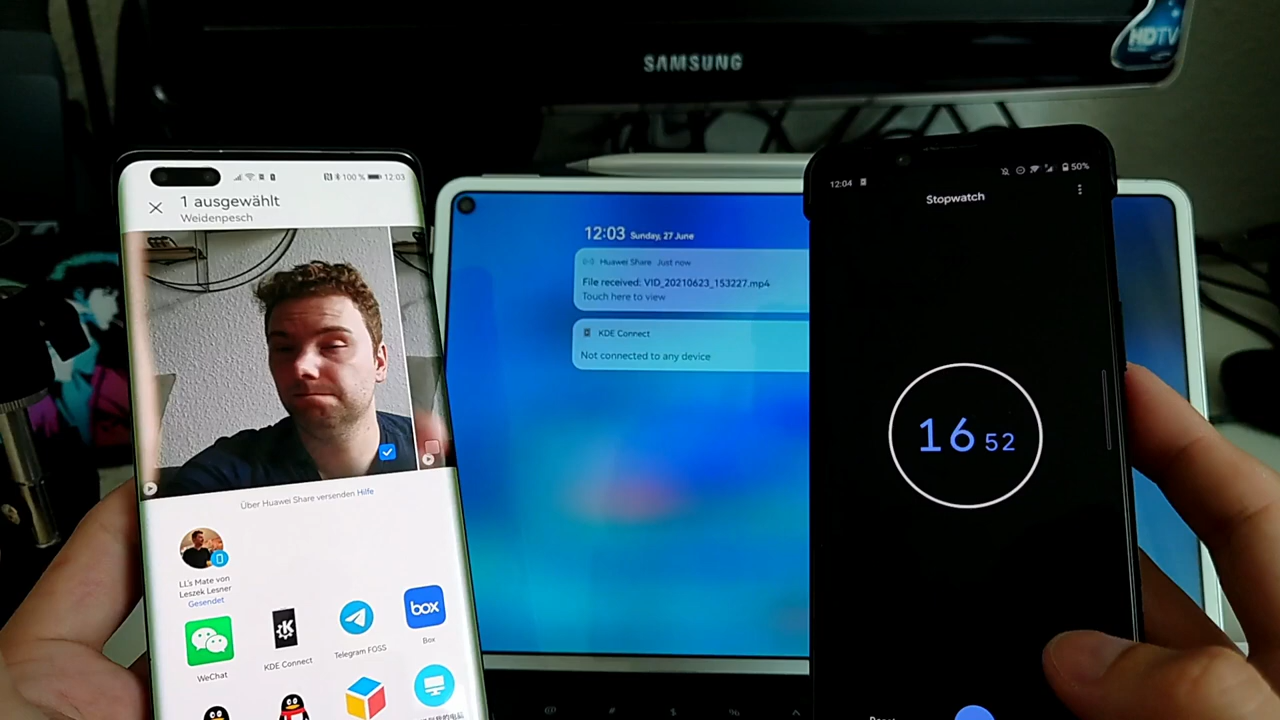 SAMSUNG
HDTV
100 % 12:03
1 ausgewählt
Weidenpesch
Über Huawei Share versenden Hilfe
LL's Mate von
Leszek Lesner
Gesendet
WeChat
KDE Connect
Telegram FOSS
box
Box
12:03 Sunday, 27 June
Huawei Share Just now
File received: VID_20210623_153227.mp4
Touch here to view
KDE Connect
Not connected to any device
12:04
50%
Stopwatch
16 52